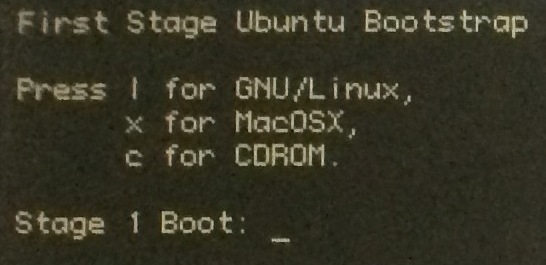 First Stage Ubuntu Bootstrap
Press l for GNU/Linux,
x for MacOSX,
c for CDROM.
Stage 1 Boot: _